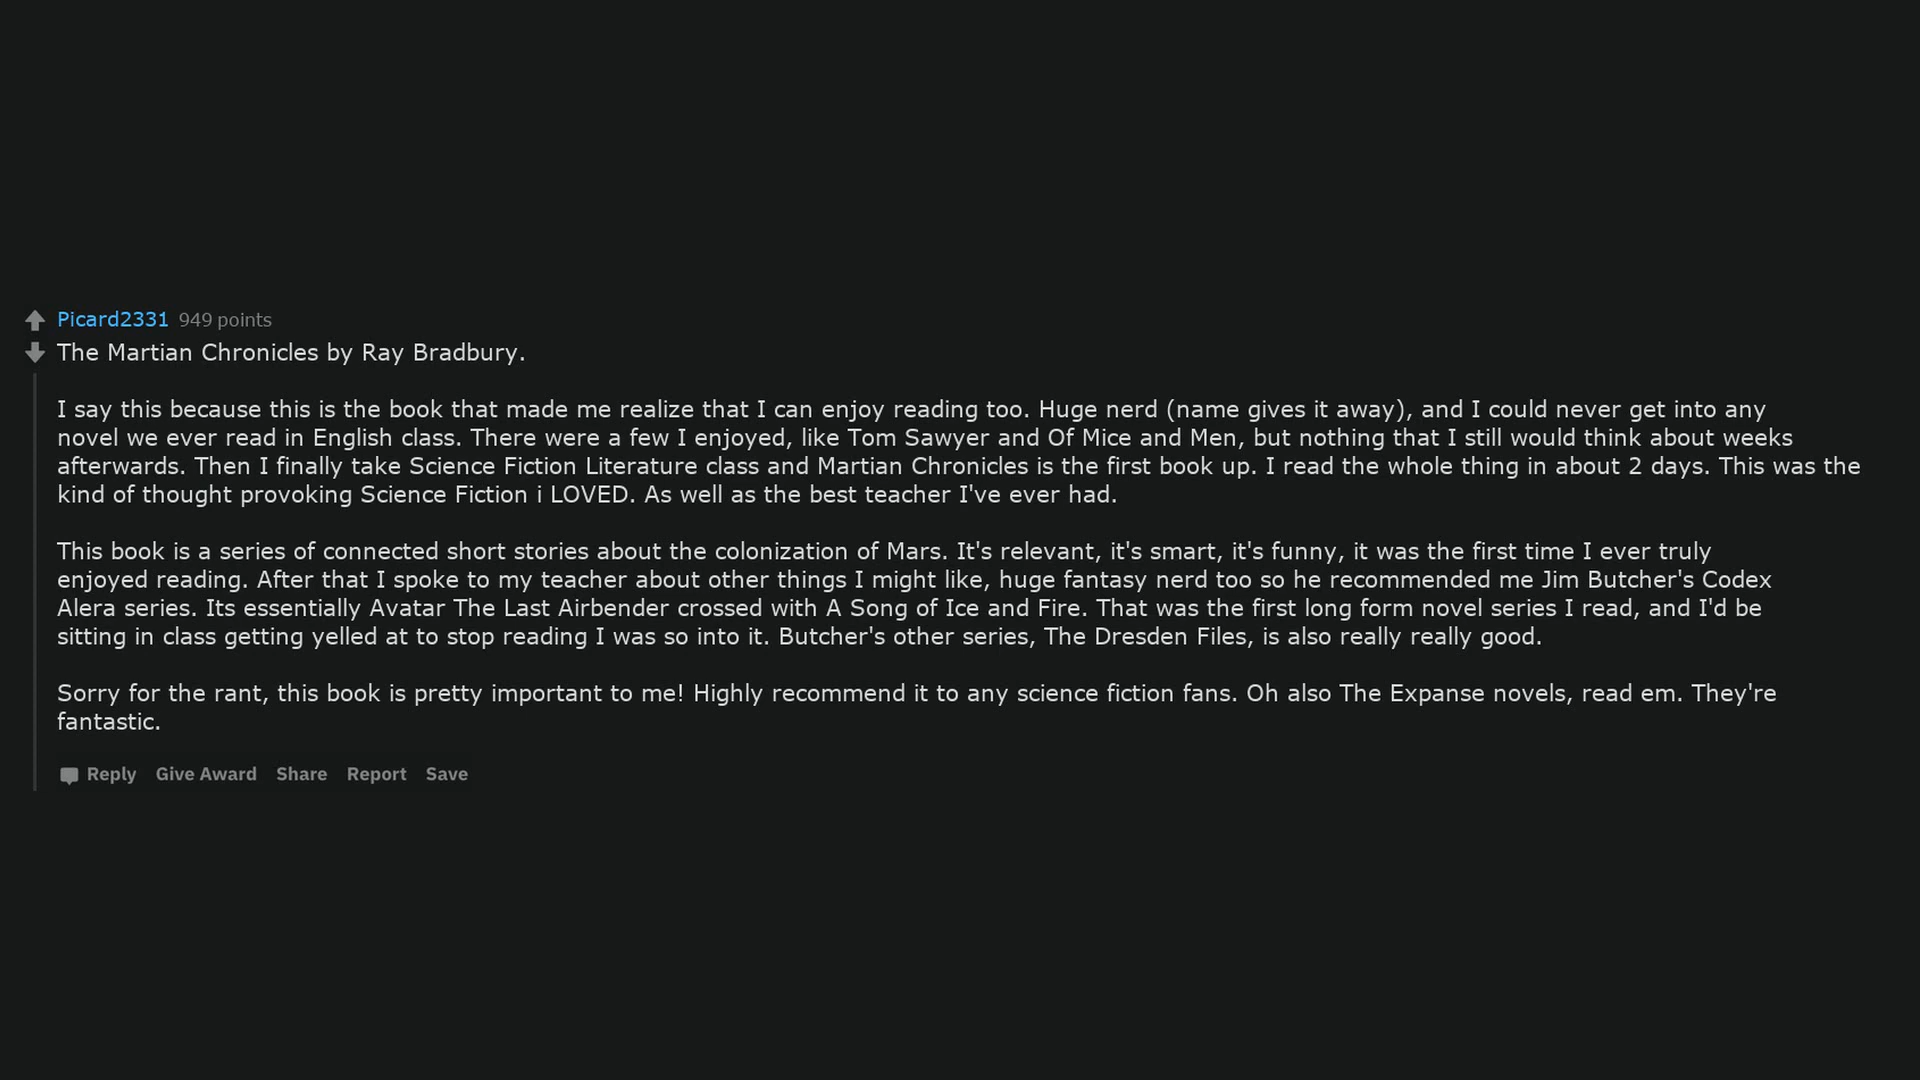 Picard2331 949 points
The Martian Chronicles by Ray Bradbury.
I say this because this is the book that made me realize that I can enjoy reading too. Huge nerd (name gives it away), and I could never get into any
novel we ever read in English class. There were a few I enjoyed, like Tom Sawyer and Of Mice and Men, but nothing that I still would think about weeks
afterwards. Then I finally take Science Fiction Literature class and Martian Chronicles is the first book up. I read the whole thing in about 2 days. This was the
kind of thought provoking Science Fiction i LOVED. As well as the best teacher I've ever had.
This book is a series of connected short stories about the colonization of Mars. It's relevant, it's smart, it's funny, it was the first time I ever truly
enjoyed reading. After that I spoke to my teacher about other things I might like, huge fantasy nerd too so he recommended me Jim Butcher's Codex
Alera series. Its essentially Avatar The Last Airbender crossed with A Song of Ice and Fire. That was the first long form novel series I read, and I'd be
sitting in class getting yelled at to stop reading I was so into it. Butcher's other series, The Dresden Files, is also really really good.
Sorry for the rant, this book is pretty important to me! Highly recommend it to any science fiction fans. Oh also The Expanse novels, read em. They're
fantastic.
Reply Give Award Share Report Save